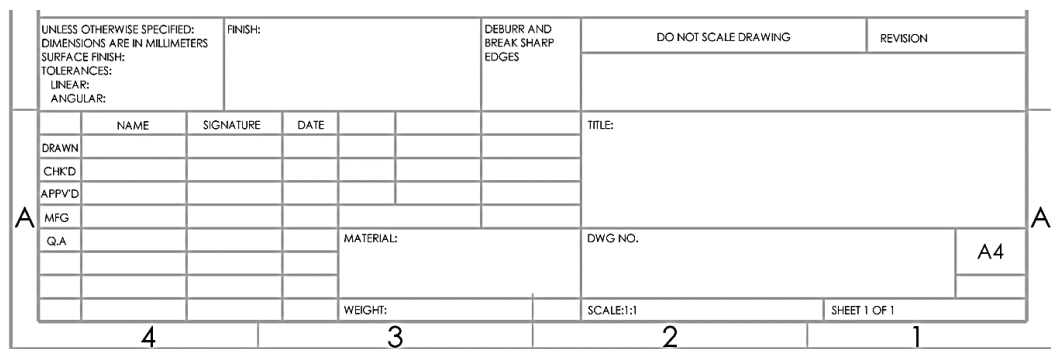 UNLESS OTHERWISE SPECIFIED:
DIMENSIONS ARE IN MILLIMETERS
SURFACE FINISH:
TOLERANCES:
LINEAR:
ANGULAR:
FINISH:
DEBURR AND
BREAK SHARP
EDGES
DO NOT SCALE DRAWING
REVISION
NAME
SIGNATURE
DATE
TITLE:
DRAWN
CHK'D
APPV'D
MFG
Q.A
MATERIAL:
DWG NO.
A4
WEIGHT:
SCALE:1:1
SHEET 1 OF 1
A
A
4
3
2
1